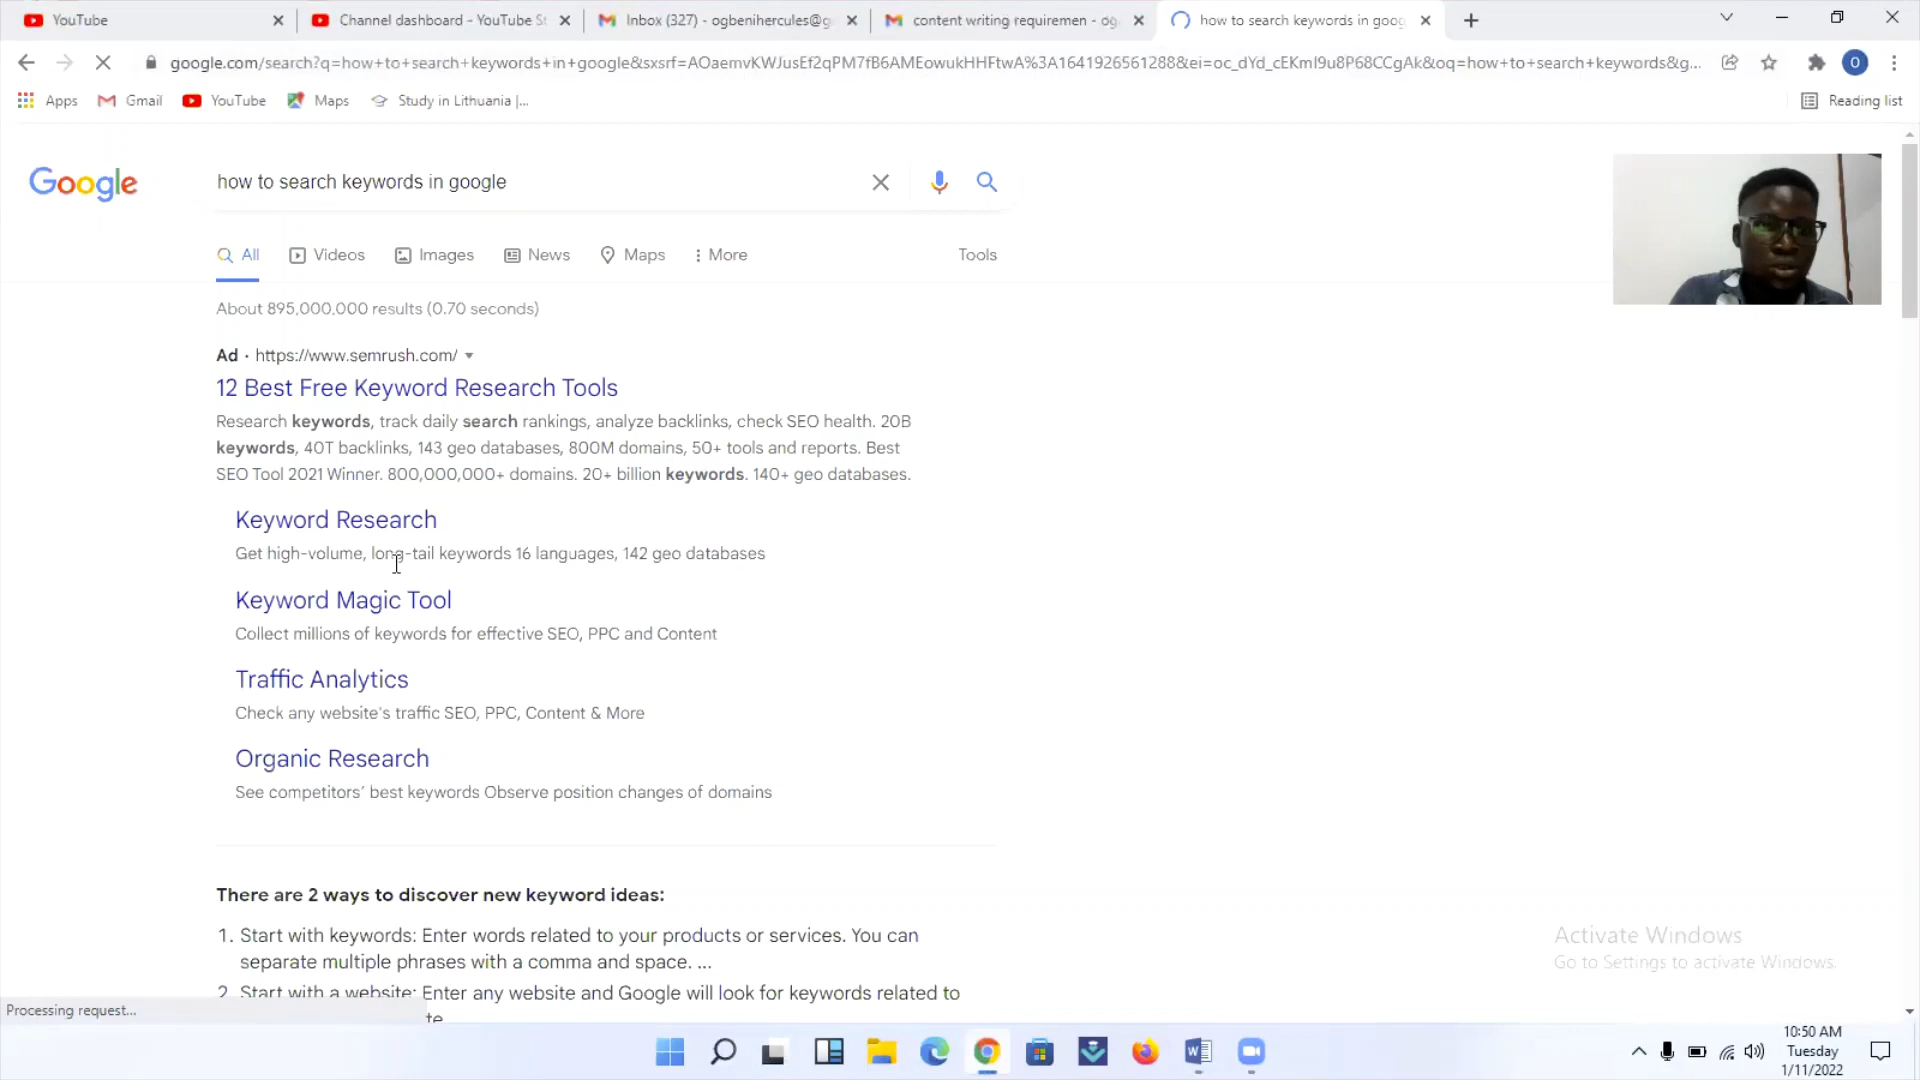 YouTube
Channel dashboard - YouTube St
Inbox (327) - ogbenihercules@g
content writing requiremen - og
how to search keywords in goog
google.com/search?q=how+to+search+keywords+in+google&sxsrf=AOaemvKWJusEf2qPM7fB6AMEowukHHFtwA%3A1641926561288&ei=oc_dYd_cEKmI9u8P68CCgAk&oq=how+to+search+keywords&g...
O
Apps
Gmail
YouTube
Maps
Study in Lithuania |...
Reading list
Google
how to search keywords in google
All
Videos
Images
News
Maps
More
Tools
About 895,000,000 results (0.70 seconds)
Ad · https://www.semrush.com/
12 Best Free Keyword Research Tools
Research keywords, track daily search rankings, analyze backlinks, check SEO health. 20B
keywords, 40T backlinks, 143 geo databases, 800M domains, 50+ tools and reports. Best
SEO Tool 2021 Winner. 800,000,000+ domains. 20+ billion keywords. 140+ geo databases.
Keyword Research
Get high-volume, long-tail keywords 16 languages, 142 geo databases
Keyword Magic Tool
Collect millions of keywords for effective SEO, PPC and Content
Traffic Analytics
Check any website's traffic SEO, PPC, Content & More
Organic Research
See competitors' best keywords Observe position changes of domains
There are 2 ways to discover new keyword ideas:
1. Start with keywords: Enter words related to your products or services. You can
separate multiple phrases with a comma and space. ...
2. Start with a website: Enter any website and Google will look for keywords related to
Activate Windows
Go to Settings to activate Windows.
Processing request...
10:50 AM
Tuesday
1/11/2022